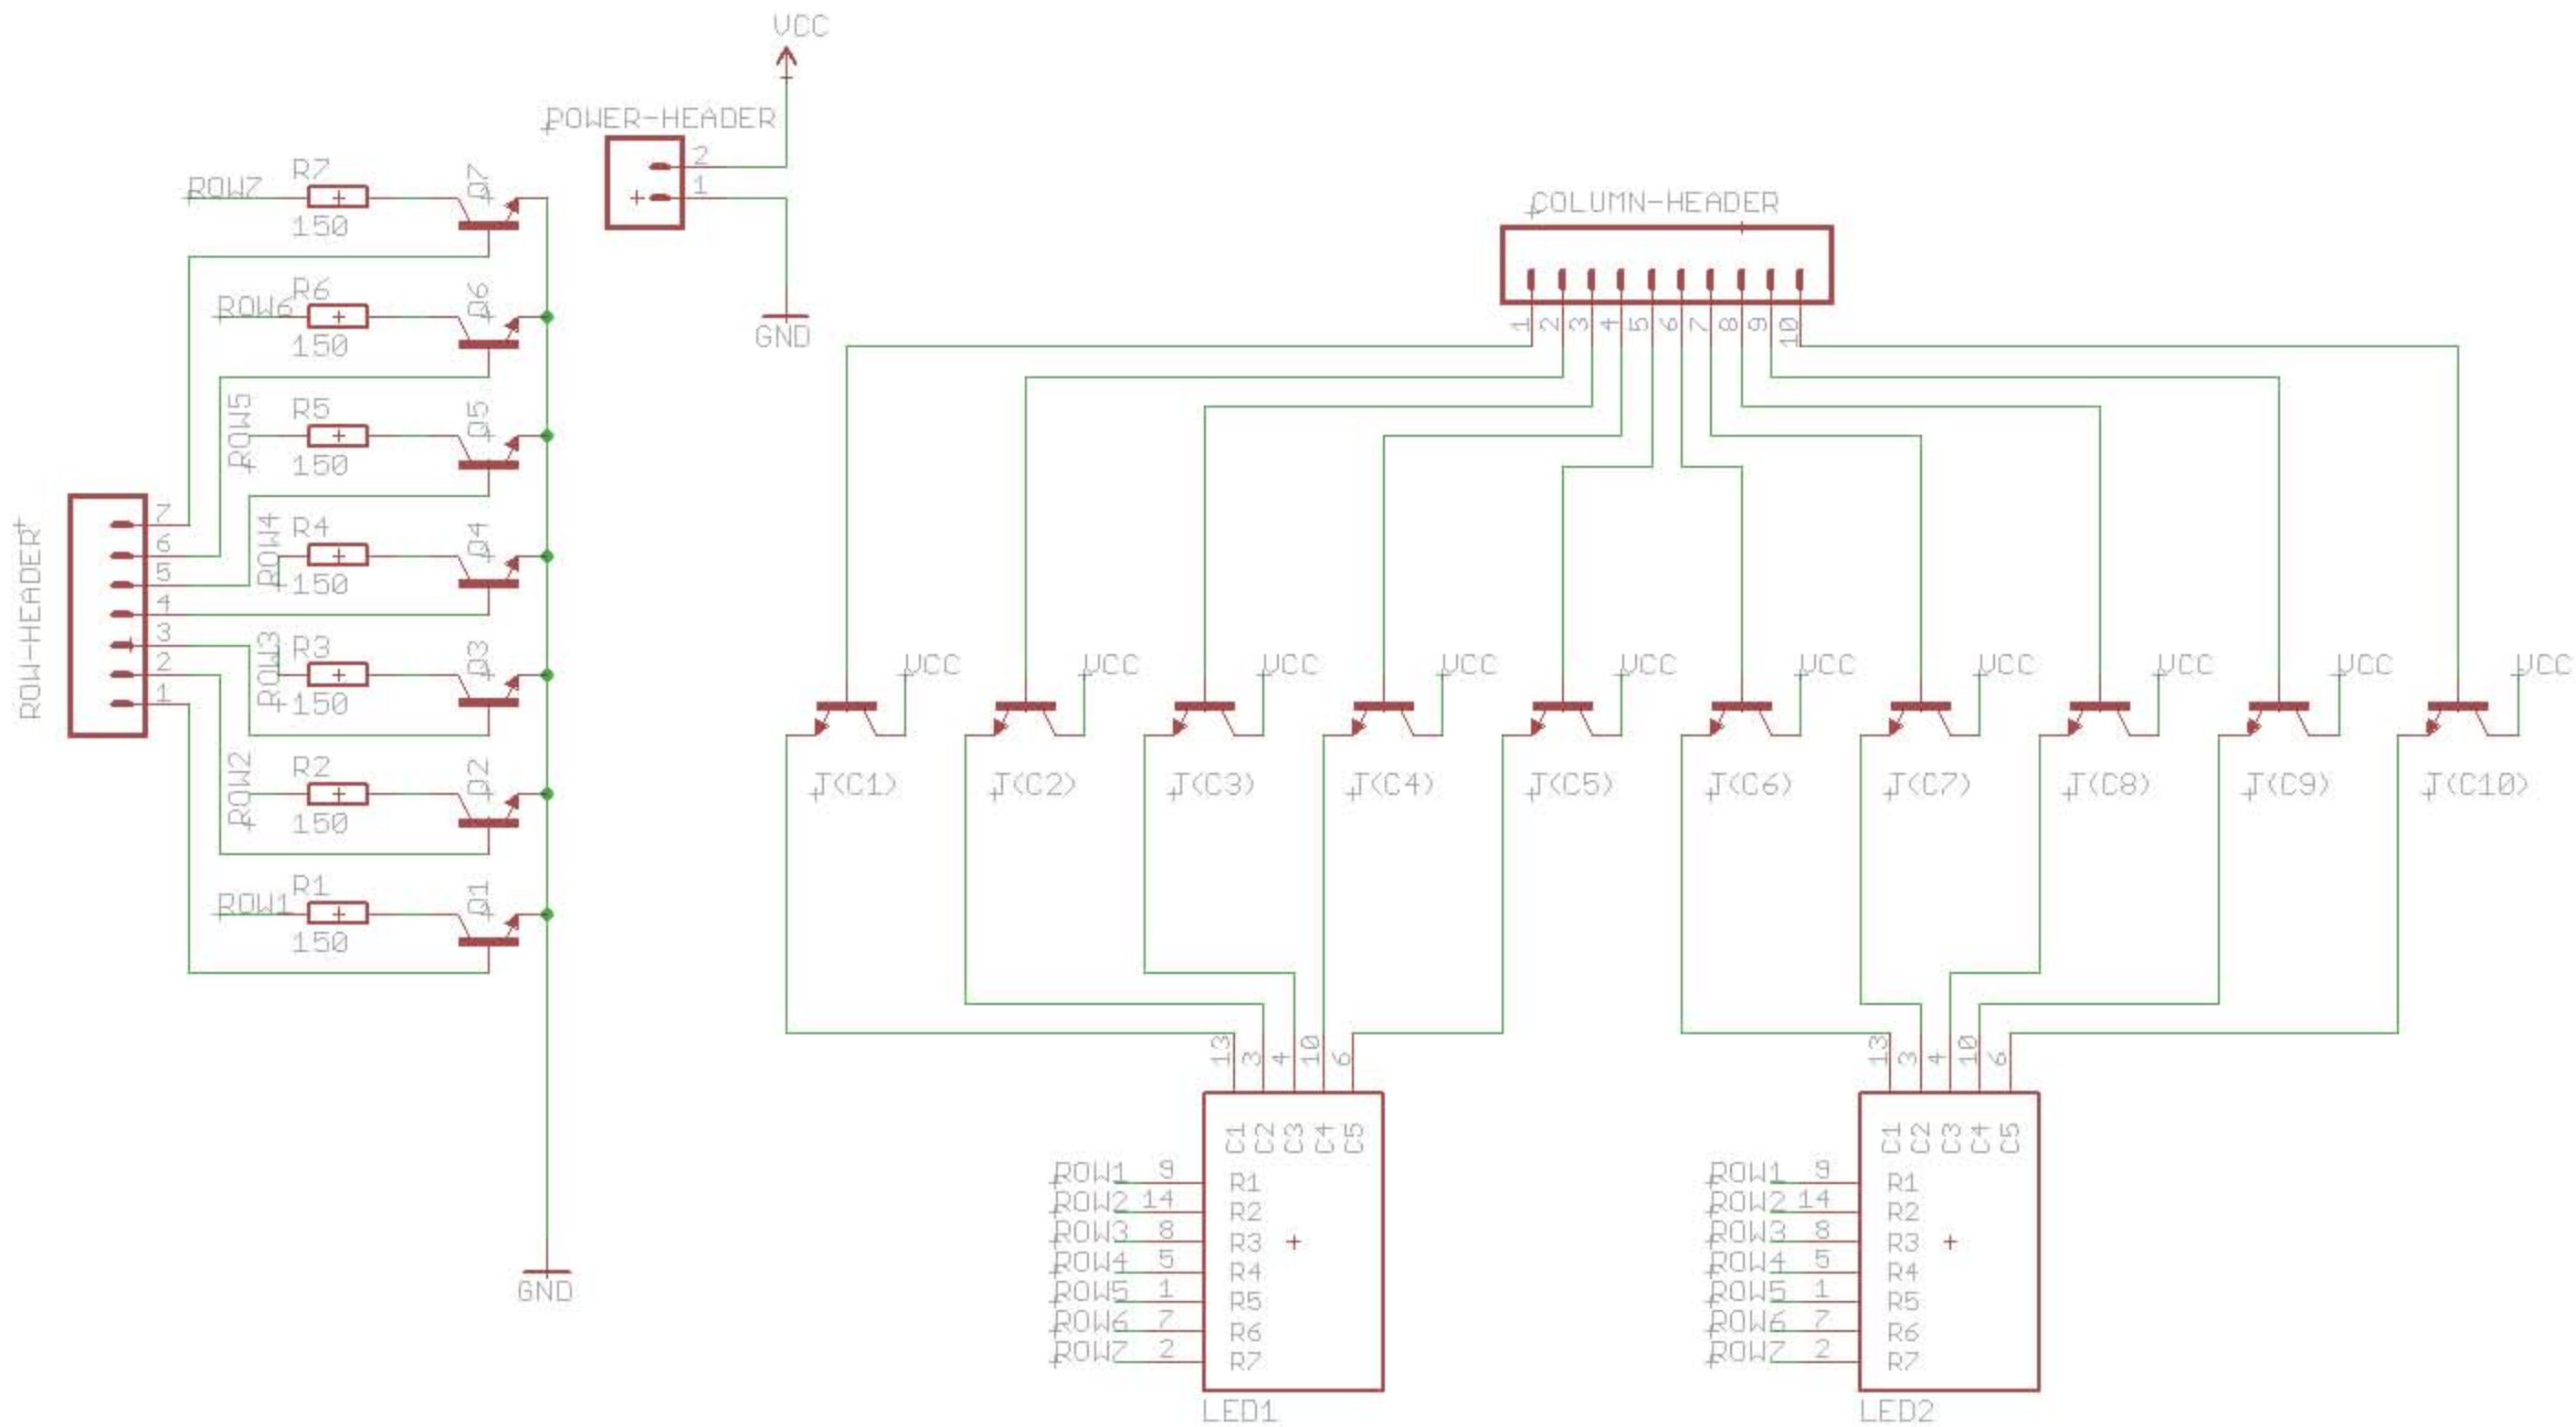 VCC
POWER-HEADER
2
1
GND
R7
ROW7
150
Q7
R6
ROW6
150
Q6
R5
ROW5
150
Q5
R4
ROW4
150
Q4
R3
ROW3
150
Q3
R2
ROW2
150
Q2
R1
ROW1
150
Q1
ROW-HEADER
7
6
5
4
3
2
1
GND
COLUMN-HEADER
1 2 3 4 5 6 7 8 9 10
VCC VCC VCC VCC VCC VCC VCC VCC VCC VCC
J(C1) J(C2) J(C3) J(C4) J(C5) J(C6) J(C7) J(C8) J(C9) J(C10)
13 3 4 10 6
C1 C2 C3 C4 C5
ROW1 9 R1
ROW2 14 R2
ROW3 8 R3
ROW4 5 R4
ROW5 1 R5
ROW6 7 R6
ROW7 2 R7
LED1
13 3 4 10 6
C1 C2 C3 C4 C5
ROW1 9 R1
ROW2 14 R2
ROW3 8 R3
ROW4 5 R4
ROW5 1 R5
ROW6 7 R6
ROW7 2 R7
LED2